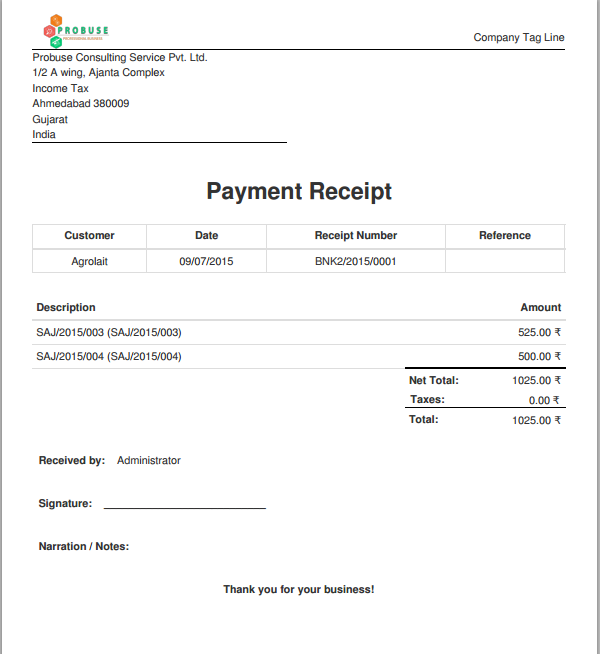 PROBUSE
PROFESSIONAL BUSINESS
Company Tag Line
Probuse Consulting Service Pvt. Ltd.
1/2 A wing, Ajanta Complex
Income Tax
Ahmedabad 380009
Gujarat
India
Payment Receipt
Customer Date Receipt Number Reference
Agrolait 09/07/2015 BNK2/2015/0001
Description Amount
SAJ/2015/003 (SAJ/2015/003) 525.00 ₹
SAJ/2015/004 (SAJ/2015/004) 500.00 ₹
Net Total: 1025.00 ₹
Taxes: 0.00 ₹
Total: 1025.00 ₹
Received by: Administrator
Signature:
Narration / Notes:
Thank you for your business!